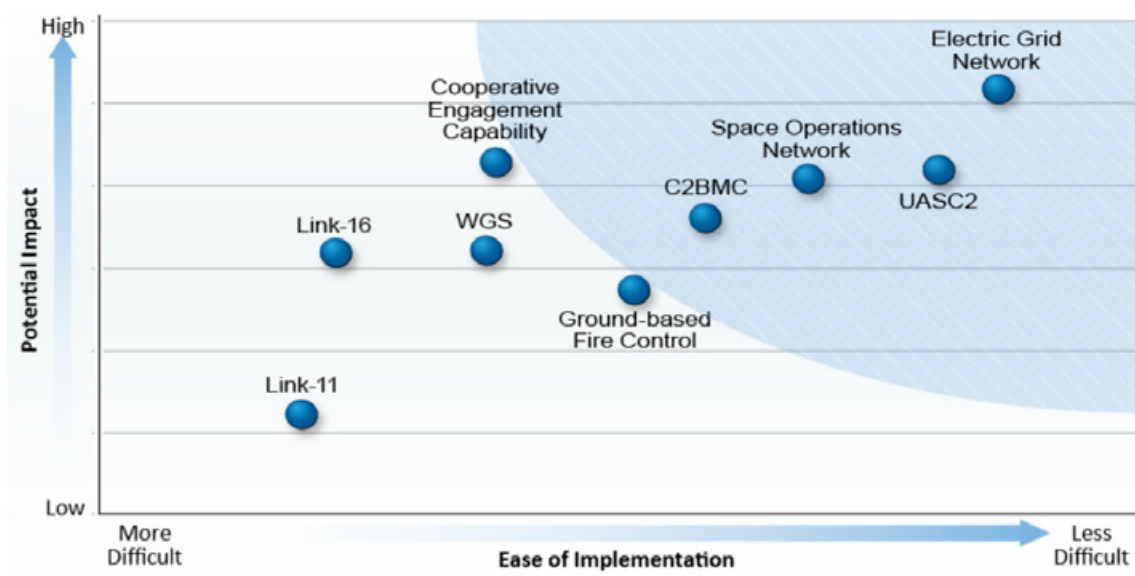 High
Electric Grid
Network
Cooperative
Engagement
Capability
Space Operations
Network
C2BMC
UASC2
Link-16
WGS
Ground-based
Fire Control
Link-11
Potential Impact
Low
More
Difficult
Ease of Implementation
Less
Difficult